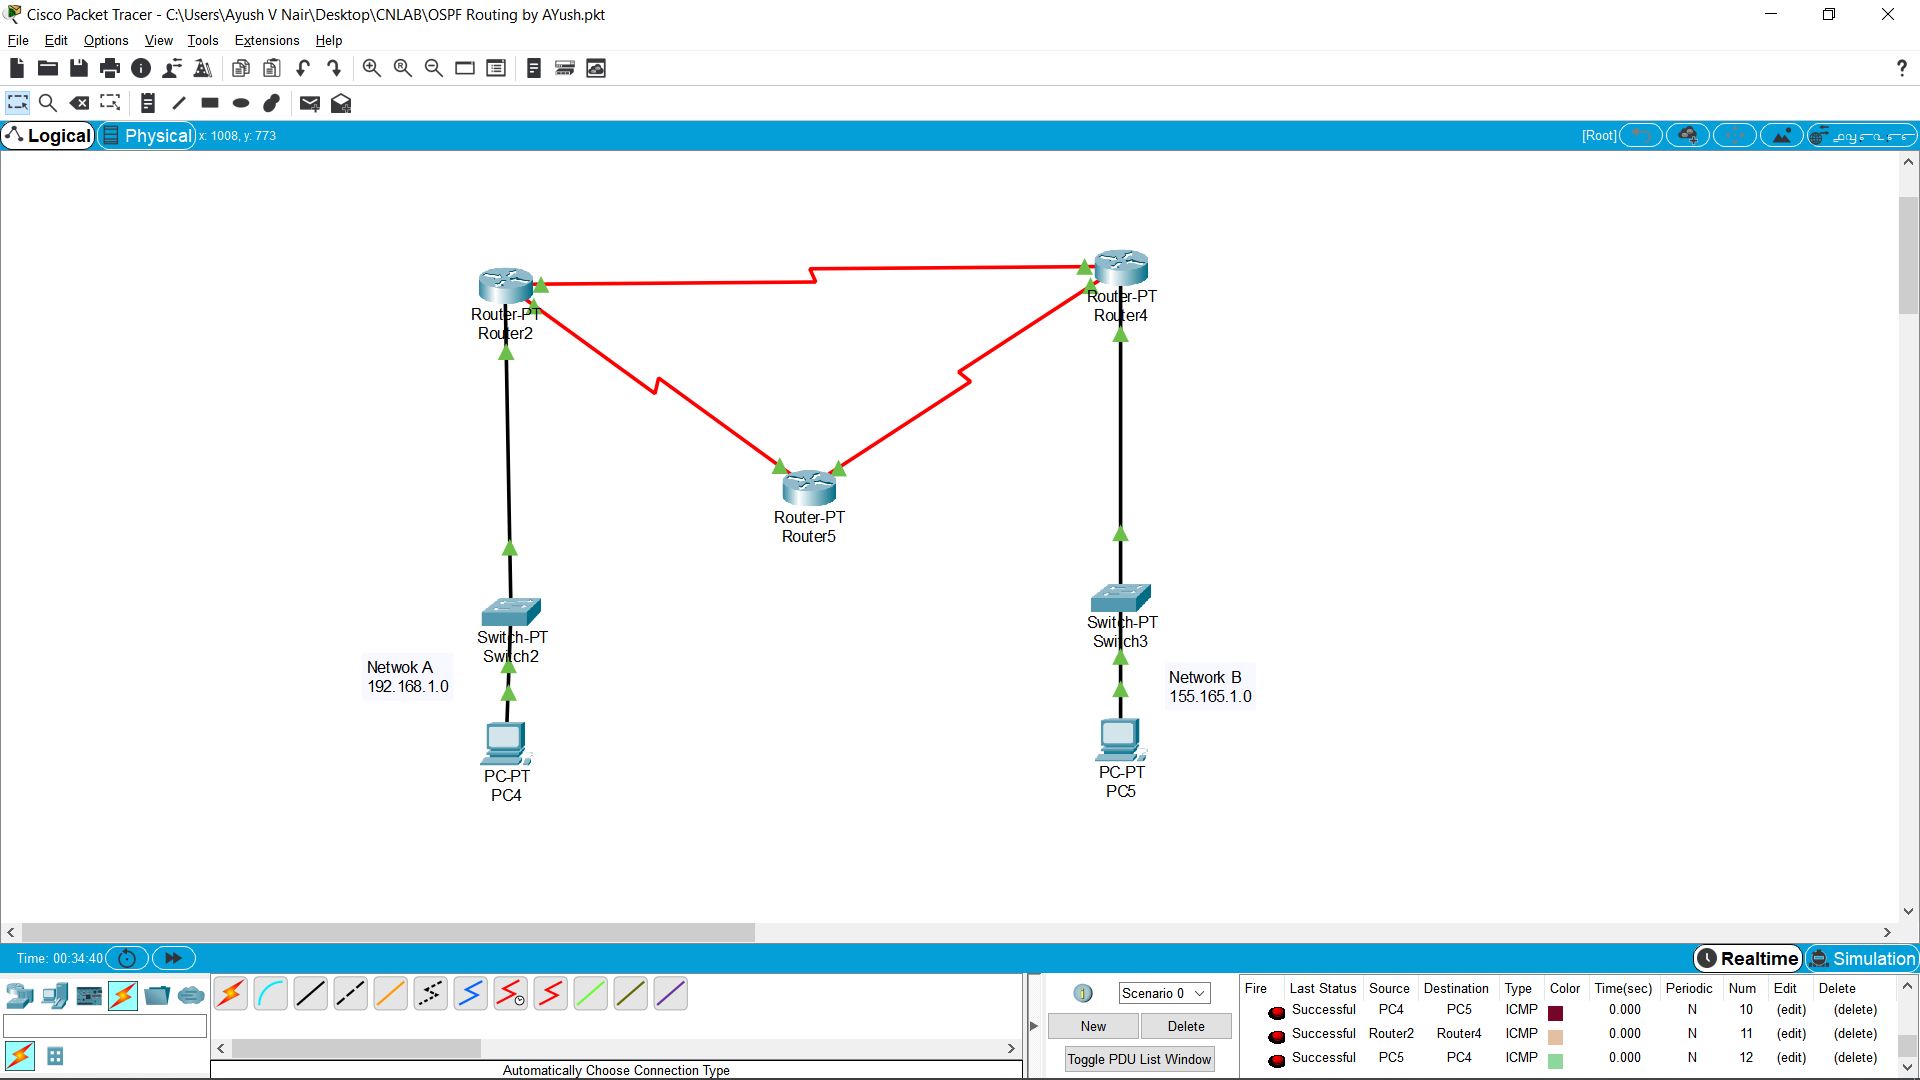 Cisco Packet Tracer - C:\Users\Ayush V Nair\Desktop\CNLAB\OSPF Routing by AYush.pkt
File Edit Options View Tools Extensions Help
?
Logical Physical x: 1008, y: 773 [Root]
Router-PT
Router2
Router-PT
Router4
Router-PT
Router5
Switch-PT
Switch2
Switch-PT
Switch3
Netwok A
192.168.1.0
Network B
155.165.1.0
PC-PT
PC4
PC-PT
PC5
Time: 00:34:40 Realtime Simulation
Scenario 0
New Delete
Toggle PDU List Window
Automatically Choose Connection Type
Fire Last Status Source Destination Type Color Time(sec) Periodic Num Edit Delete
Successful PC4 PC5 ICMP 0.000 N 10 (edit) (delete)
Successful Router2 Router4 ICMP 0.000 N 11 (edit) (delete)
Successful PC5 PC4 ICMP 0.000 N 12 (edit) (delete)